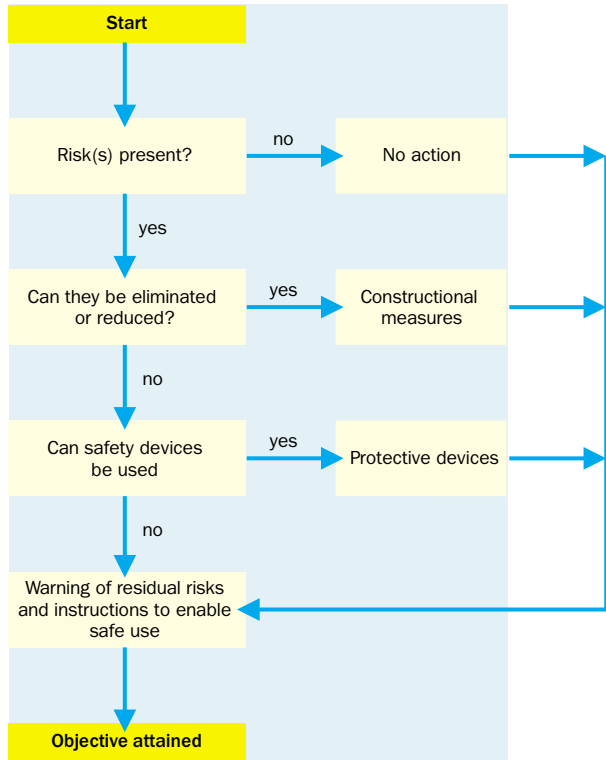 Start
Risk(s) present?
no
No action
yes
Can they be eliminated
or reduced?
yes
Constructional
measures
no
Can safety devices
be used
yes
Protective devices
no
Warning of residual risks
and instructions to enable
safe use
Objective attained